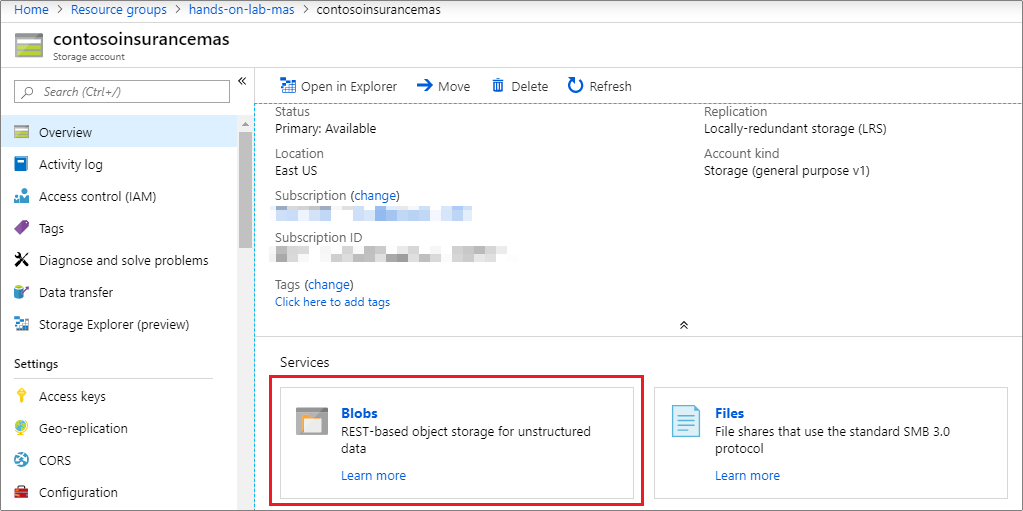 Home > Resource groups > hands-on-lab-mas > contosoinsurancemas
contosoinsurancemas
Storage account
Search (Ctrl+/)
«
Overview
Activity log
Access control (IAM)
Tags
Diagnose and solve problems
Data transfer
Storage Explorer (preview)
Settings
Access keys
Geo-replication
CORS
Configuration
Open in Explorer Move Delete Refresh
Status
Primary: Available
Location
East US
Subscription (change)
Subscription ID
Tags (change)
Click here to add tags
Replication
Locally-redundant storage (LRS)
Account kind
Storage (general purpose v1)
Services
Blobs
REST-based object storage for unstructured
data
Learn more
Files
File shares that use the standard SMB 3.0
protocol
Learn more